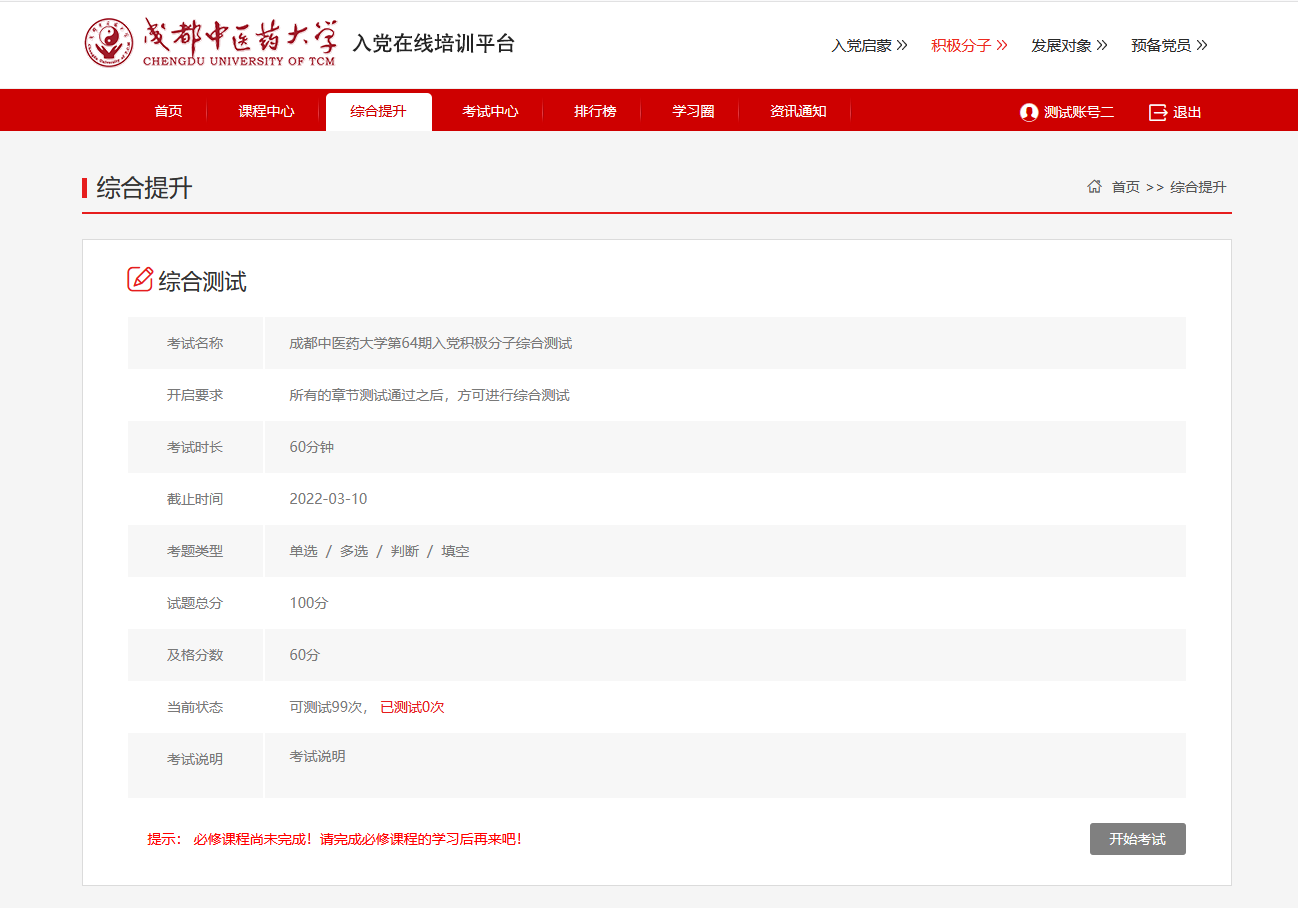 成都中医药大学
CHENGDU UNIVERSITY OF TCM
入党在线培训平台
入党启蒙 >> 积极分子 >> 发展对象 >> 预备党员 >>
首页 课程中心 综合提升 考试中心 排行榜 学习圈 资讯通知 测试账号二 退出
综合提升
首页 >> 综合提升
综合测试
考试名称 成都中医药大学第64期入党积极分子综合测试
开启要求 所有的章节测试通过之后，方可进行综合测试
考试时长 60分钟
截止时间 2022-03-10
考题类型 单选 / 多选 / 判断 / 填空
试题总分 100分
及格分数 60分
当前状态 可测试99次， 已测试0次
考试说明 考试说明
提示： 必修课程尚未完成！请完成必修课程的学习后再来吧！
开始考试